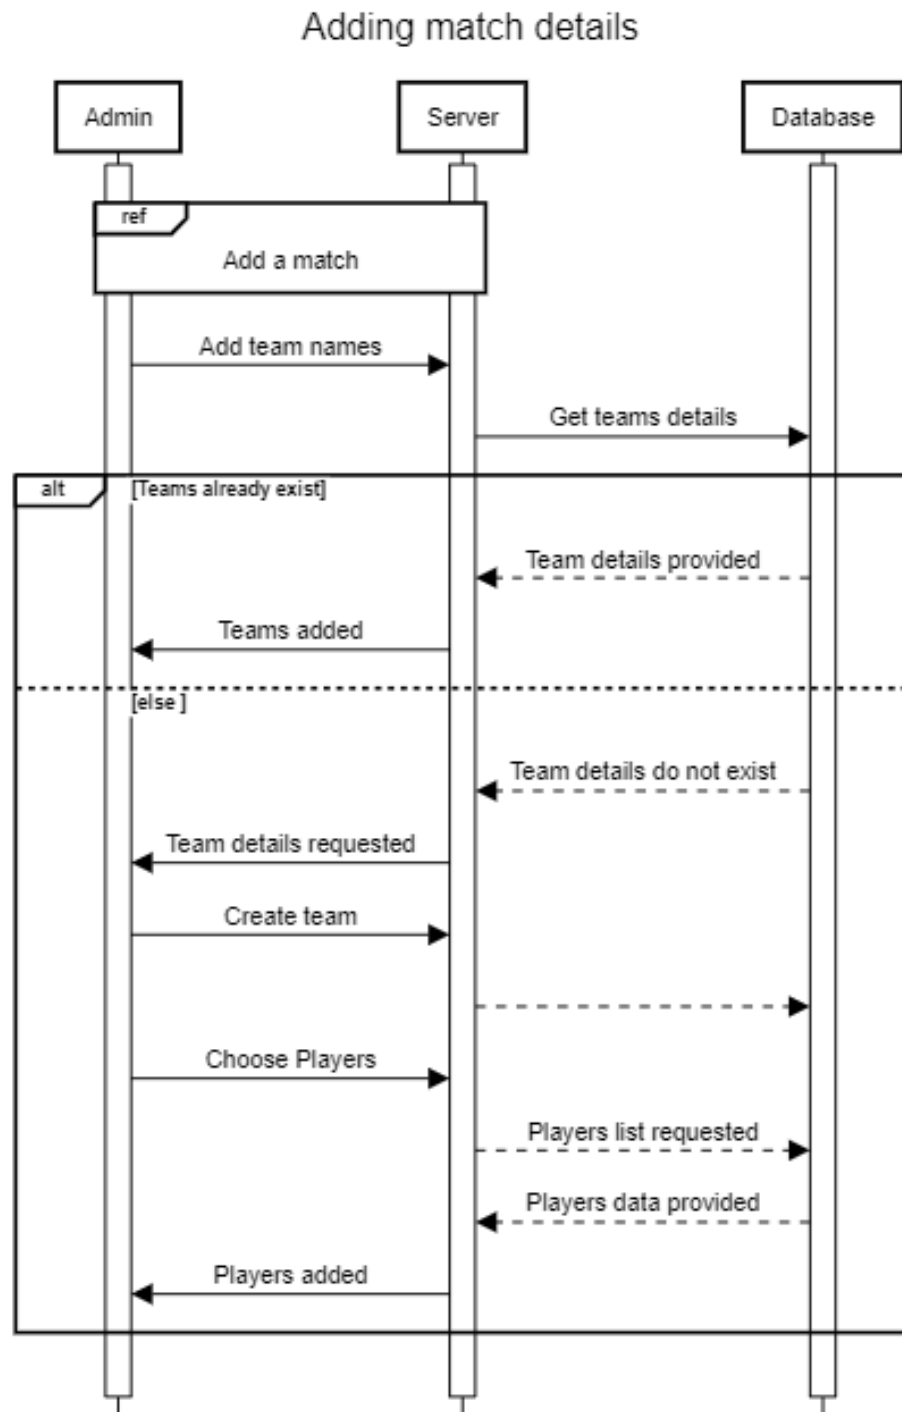 Adding match details
Admin
Server
Database
ref
Add a match
Add team names
Get teams details
alt
[Teams already exist]
Team details provided
Teams added
[else ]
Team details do not exist
Team details requested
Create team
Choose Players
Players list requested
Players data provided
Players added